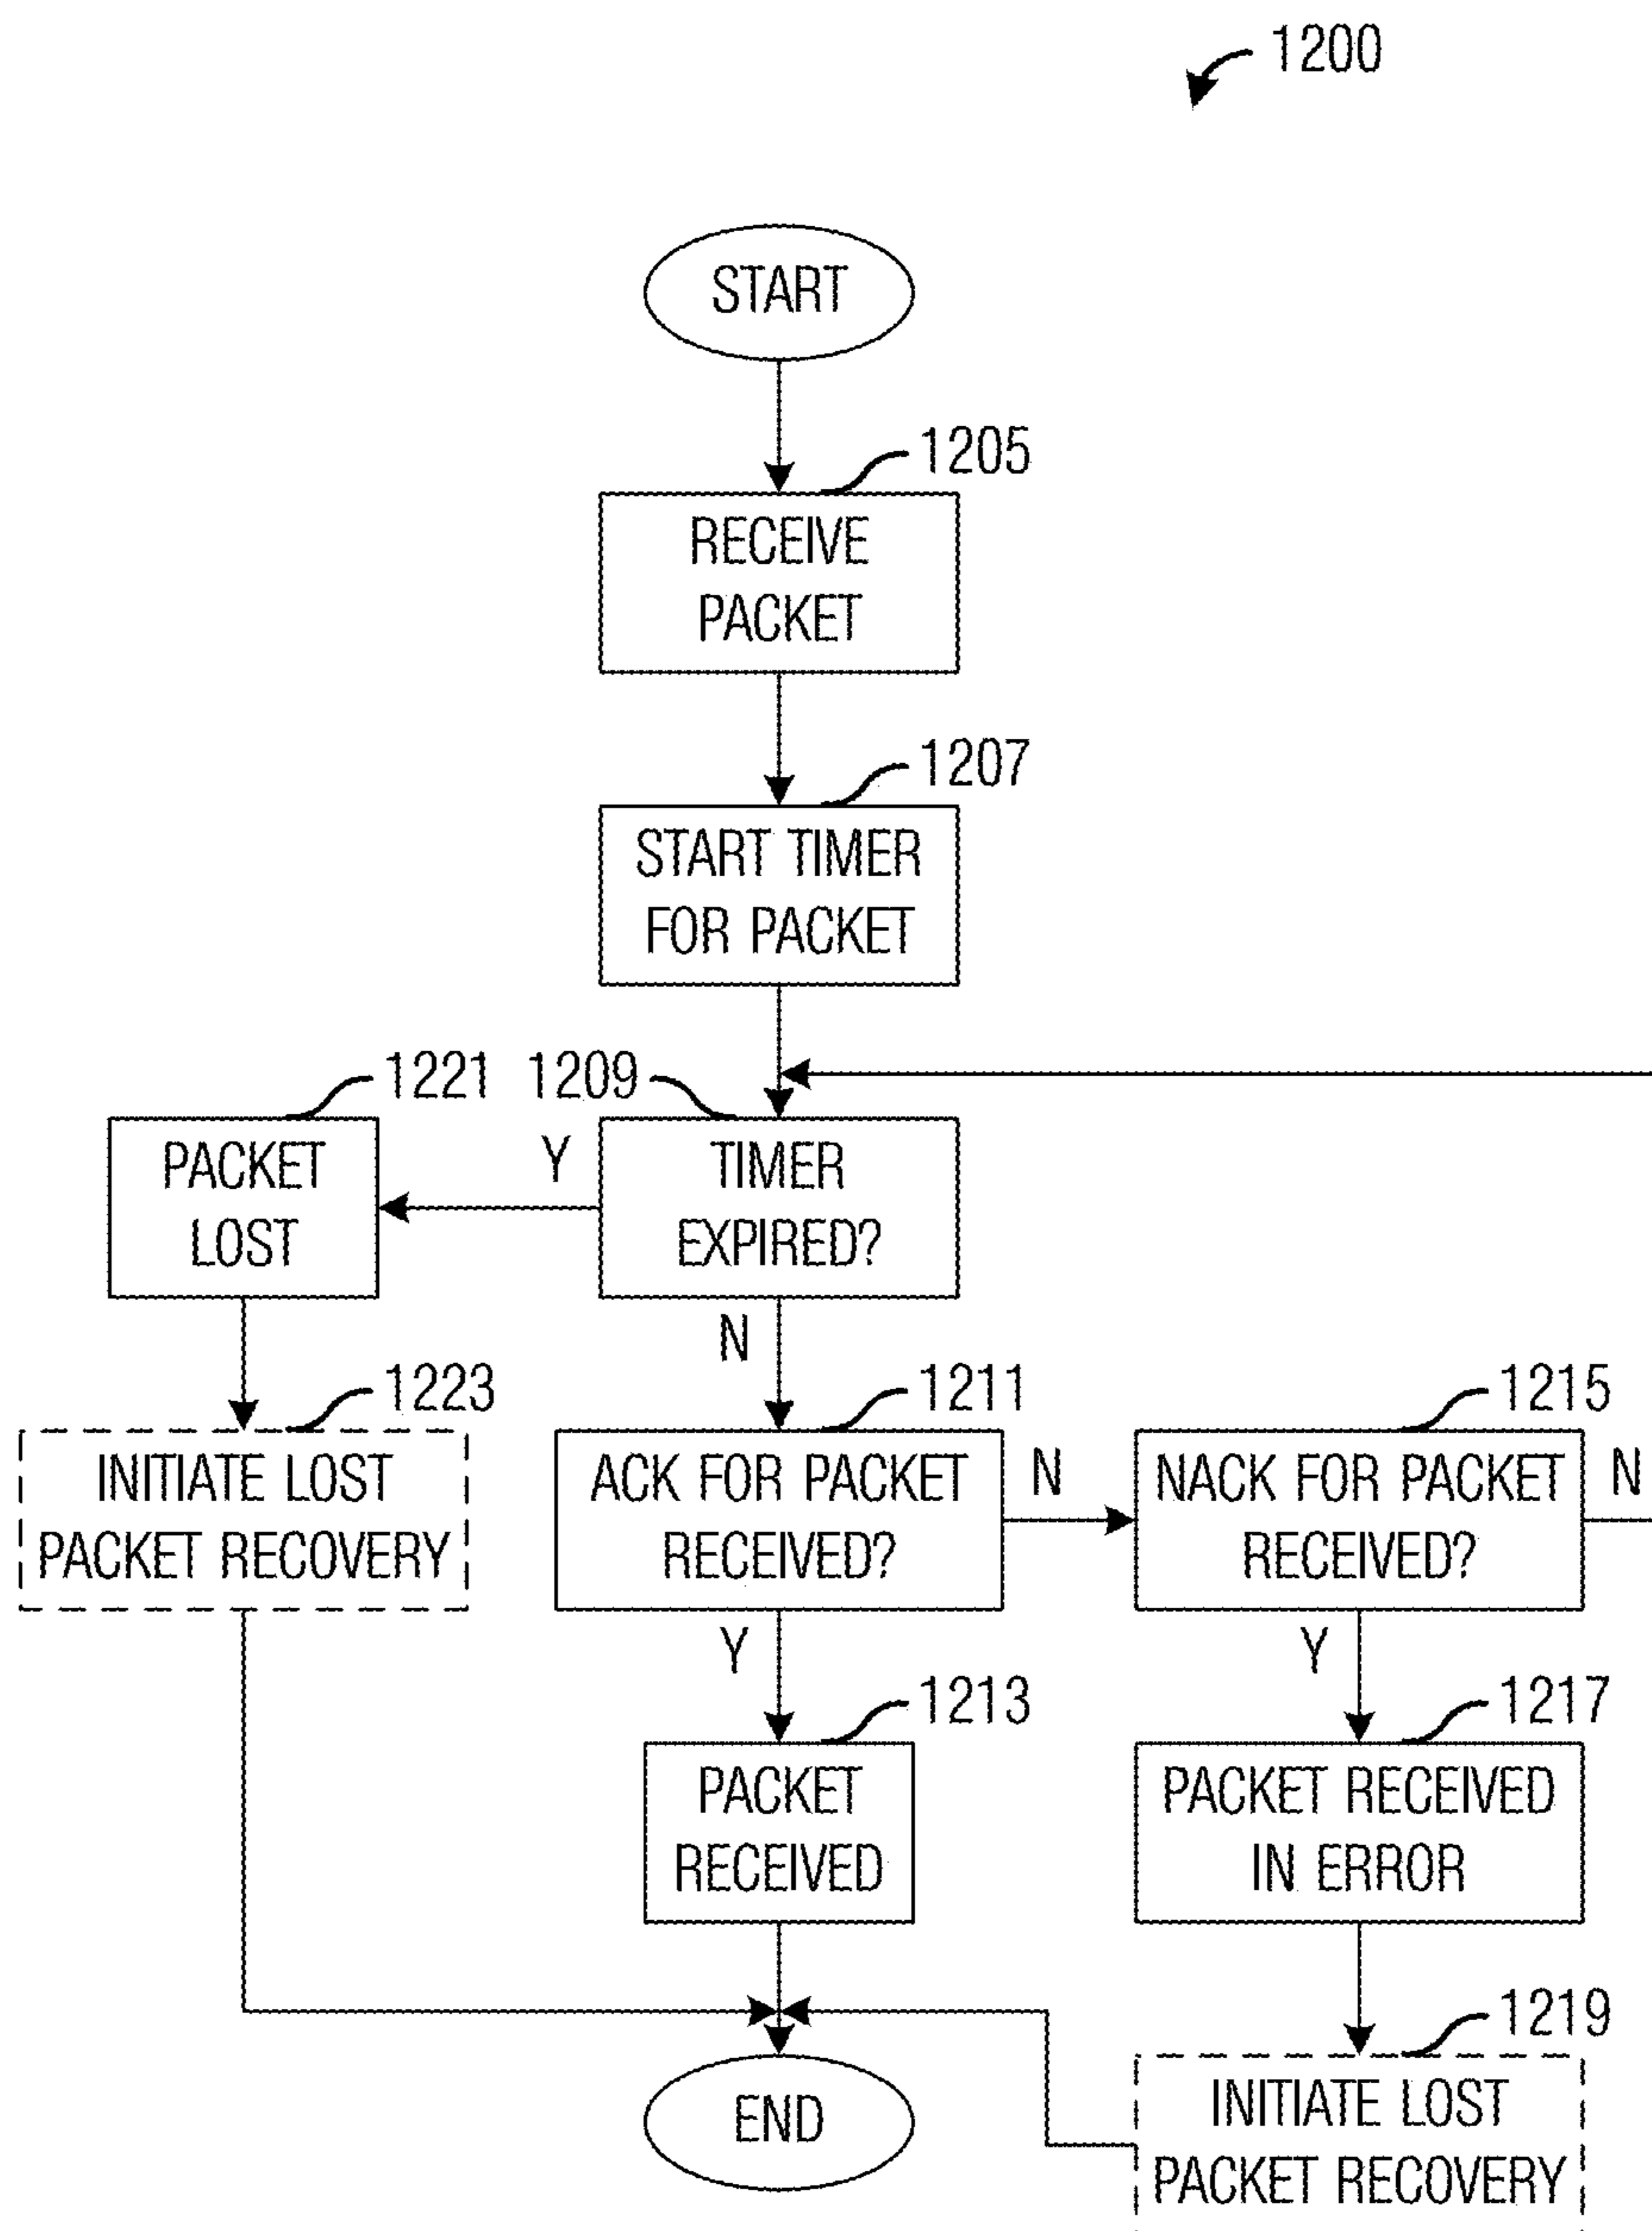 1200
START
1205
RECEIVE
PACKET
1207
START TIMER
FOR PACKET
1221
1209
PACKET
LOST
Y
TIMER
EXPIRED?
N
1223
1211
1215
INITIATE LOST
PACKET RECOVERY
ACK FOR PACKET
RECEIVED?
N
NACK FOR PACKET
RECEIVED?
N
Y
Y
1213
1217
PACKET
RECEIVED
PACKET RECEIVED
IN ERROR
1219
END
INITIATE LOST
PACKET RECOVERY